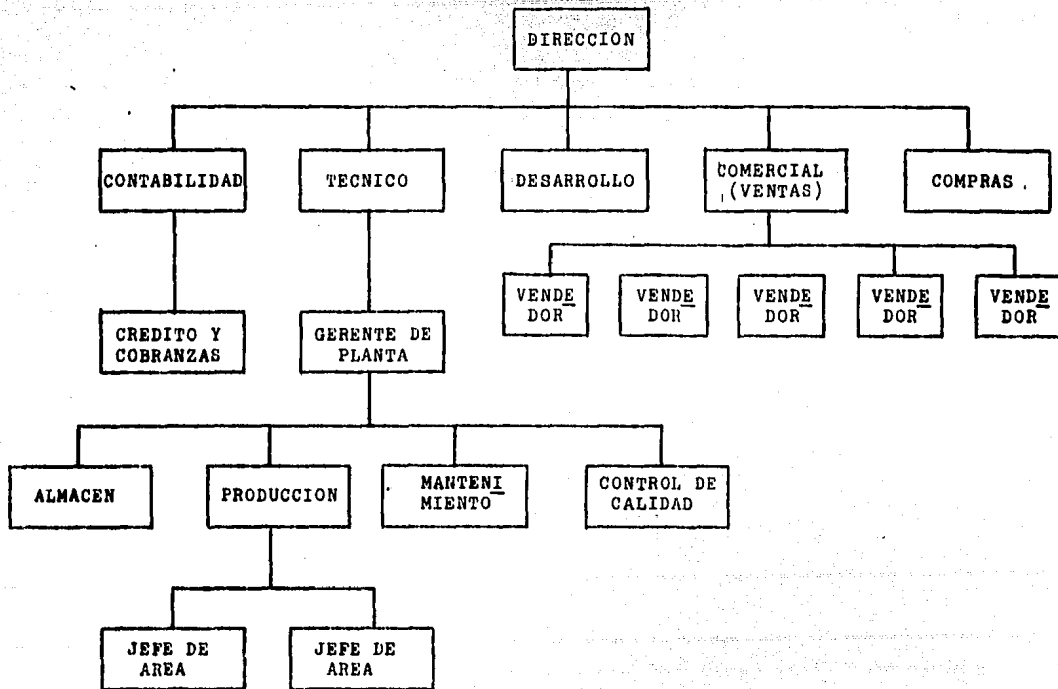 DIRECCION
CONTABILIDAD
TECNICO
DESARROLLO
COMERCIAL
(VENTAS)
COMPRAS
VENDE
DOR
VENDE
DOR
VENDE
DOR
VENDE
DOR
VENDE
DOR
CREDITO Y
COBRANZAS
GERENTE DE
PLANTA
ALMACEN
PRODUCCION
MANTENI
MIENTO
CONTROL DE
CALIDAD
JEFE DE
AREA
JEFE DE
AREA